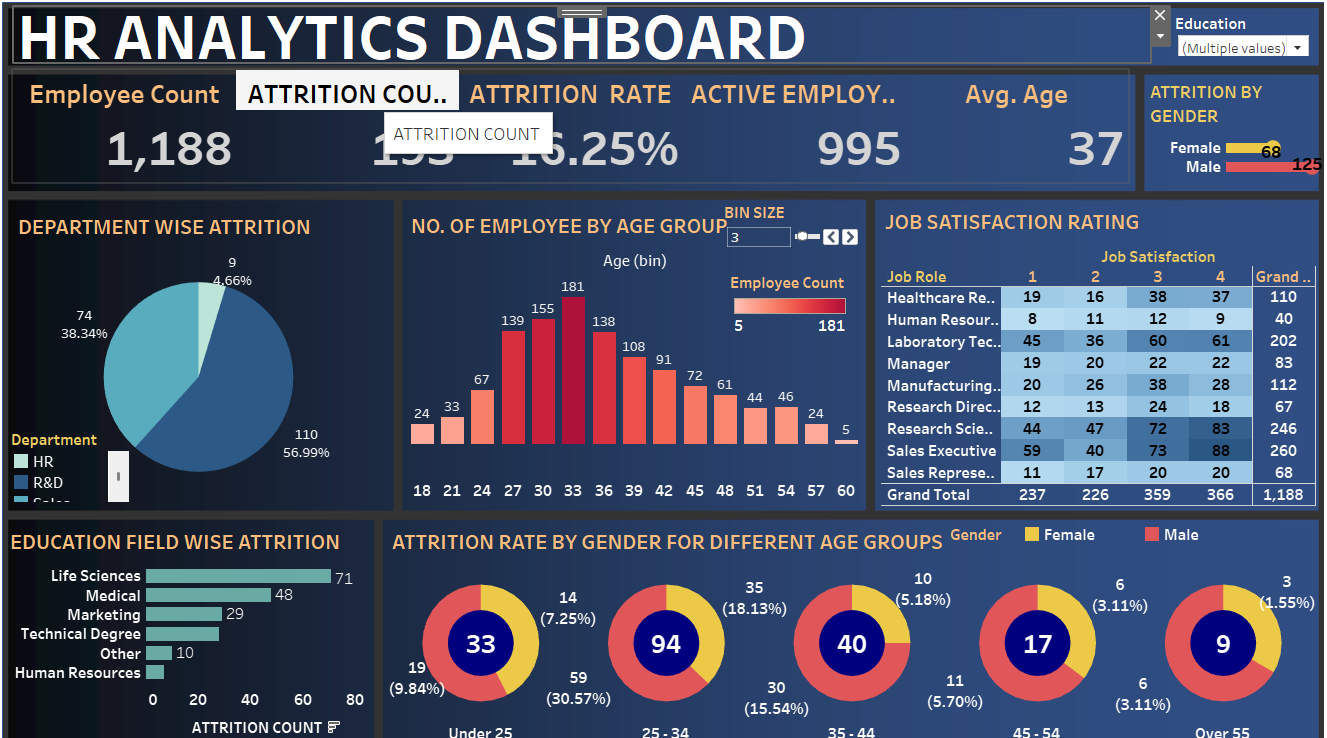 HR ANALYTICS DASHBOARD
Education
(Multiple values)
Employee Count
ATTRITION COU..
ATTRITION RATE
ACTIVE EMPLOY..
Avg. Age
1,188
ATTRITION COUNT
193
16.25%
995
37
ATTRITION BY
GENDER
Female 68
Male 125
DEPARTMENT WISE ATTRITION
9
4.66%
74
38.34%
110
56.99%
Department
HR
R&D
Sales
NO. OF EMPLOYEE BY AGE GROUP
BIN SIZE
3
Age (bin)
Employee Count
5 181
24 33 67 139 155 181 138 108 91 72 61 44 46 24 5
18 21 24 27 30 33 36 39 42 45 48 51 54 57 60
JOB SATISFACTION RATING
Job Satisfaction
Job Role 1 2 3 4 Grand ..
Healthcare Re.. 19 16 38 37 110
Human Resour.. 8 11 12 9 40
Laboratory Tec.. 45 36 60 61 202
Manager 19 20 22 22 83
Manufacturing.. 20 26 38 28 112
Research Direc.. 12 13 24 18 67
Research Scie.. 44 47 72 83 246
Sales Executive 59 40 73 88 260
Sales Represe.. 11 17 20 20 68
Grand Total 237 226 359 366 1,188
EDUCATION FIELD WISE ATTRITION
Life Sciences 71
Medical 48
Marketing 29
Technical Degree
Other 10
Human Resources
0 20 40 60 80
ATTRITION COUNT
ATTRITION RATE BY GENDER FOR DIFFERENT AGE GROUPS
Gender Female Male
14
(7.25%)
33
19
(9.84%)
Under 25
35
(18.13%)
94
59
(30.57%)
25 - 34
10
(5.18%)
40
30
(15.54%)
35 - 44
6
(3.11%)
17
11
(5.70%)
45 - 54
3
(1.55%)
9
6
(3.11%)
Over 55